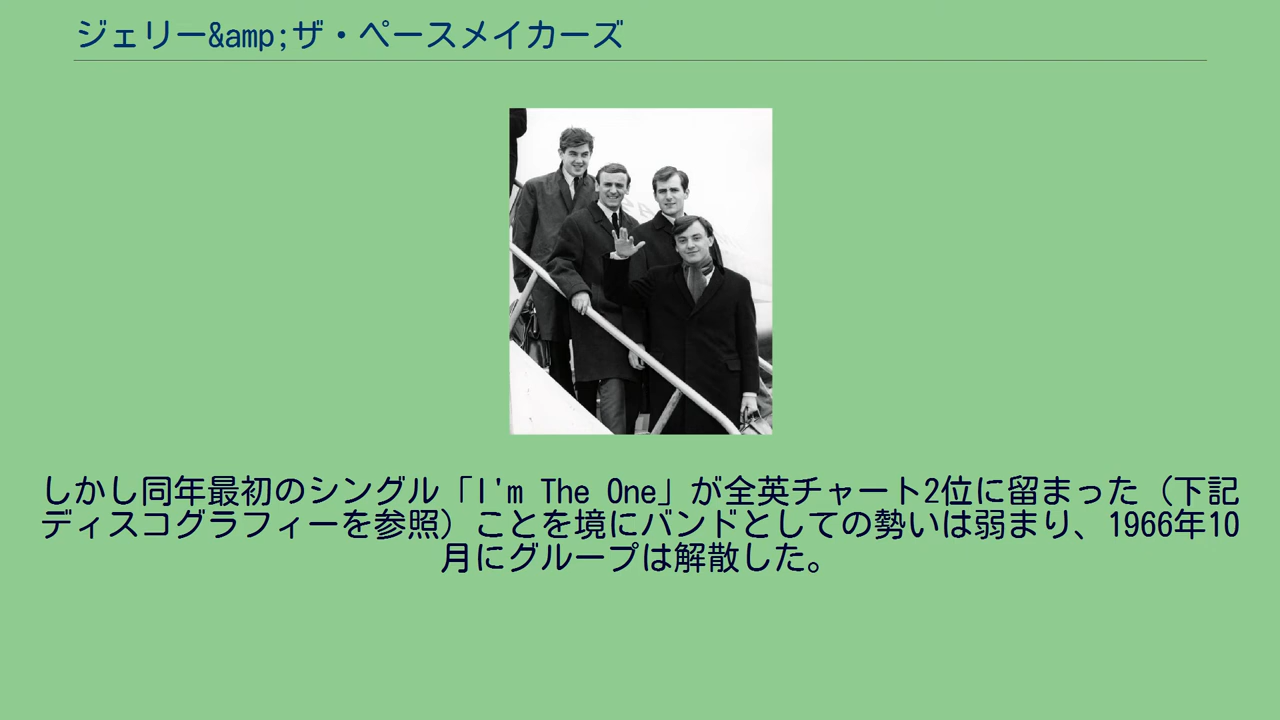 ジェリー&amp;ザ・ペースメイカーズ
しかし同年最初のシングル「I'm The One」が全英チャート2位に留まった（下記
ディスコグラフィーを参照）ことを境にバンドとしての勢いは弱まり、1966年10
月にグループは解散した。